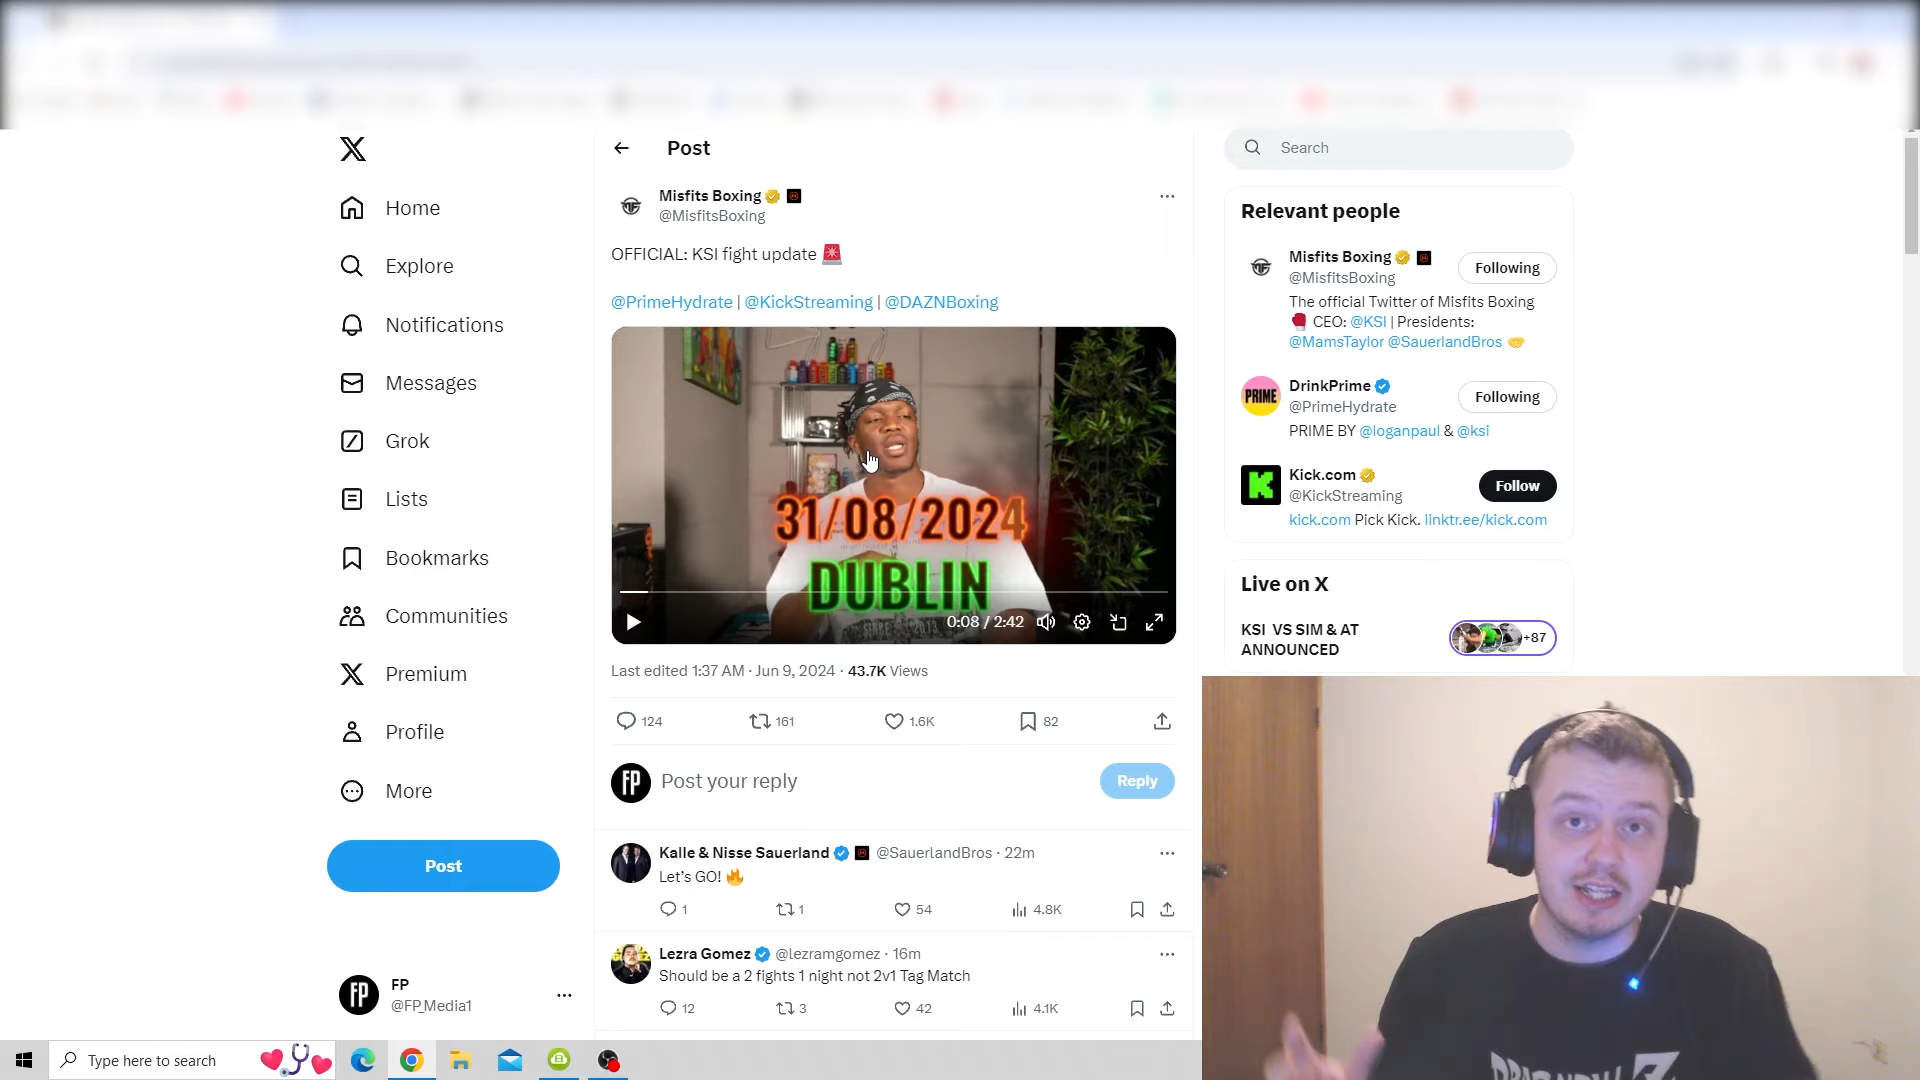 Post
Search
Misfits Boxing
@MisfitsBoxing
OFFICIAL: KSI fight update
@PrimeHydrate | @KickStreaming | @DAZNBoxing
31/08/2024
DUBLIN
SINCE 2013
0:08 / 2:42
Last edited 1:37 AM · Jun 9, 2024 · 43.7K Views
124
161
1.6K
82
FP
Post your reply
Reply
Kalle & Nisse Sauerland @SauerlandBros · 22m
Let's GO!
1
1
54
4.8K
Lezra Gomez @lezramgomez · 16m
Should be a 2 fights 1 night not 2v1 Tag Match
12
3
42
4.1K
Home
Explore
Notifications
Messages
Grok
Lists
Bookmarks
Communities
Premium
Profile
More
Post
FP
FP
@FP_Media1
Relevant people
Misfits Boxing
@MisfitsBoxing
Following
The official Twitter of Misfits Boxing
CEO: @KSI | Presidents:
@MamsTaylor @SauerlandBros
PRIME
DrinkPrime
@PrimeHydrate
Following
PRIME BY @loganpaul & @ksi
K
Kick.com
@KickStreaming
Follow
kick.com Pick Kick. linktr.ee/kick.com
Live on X
KSI VS SIM & AT
ANNOUNCED
+87
Type here to search